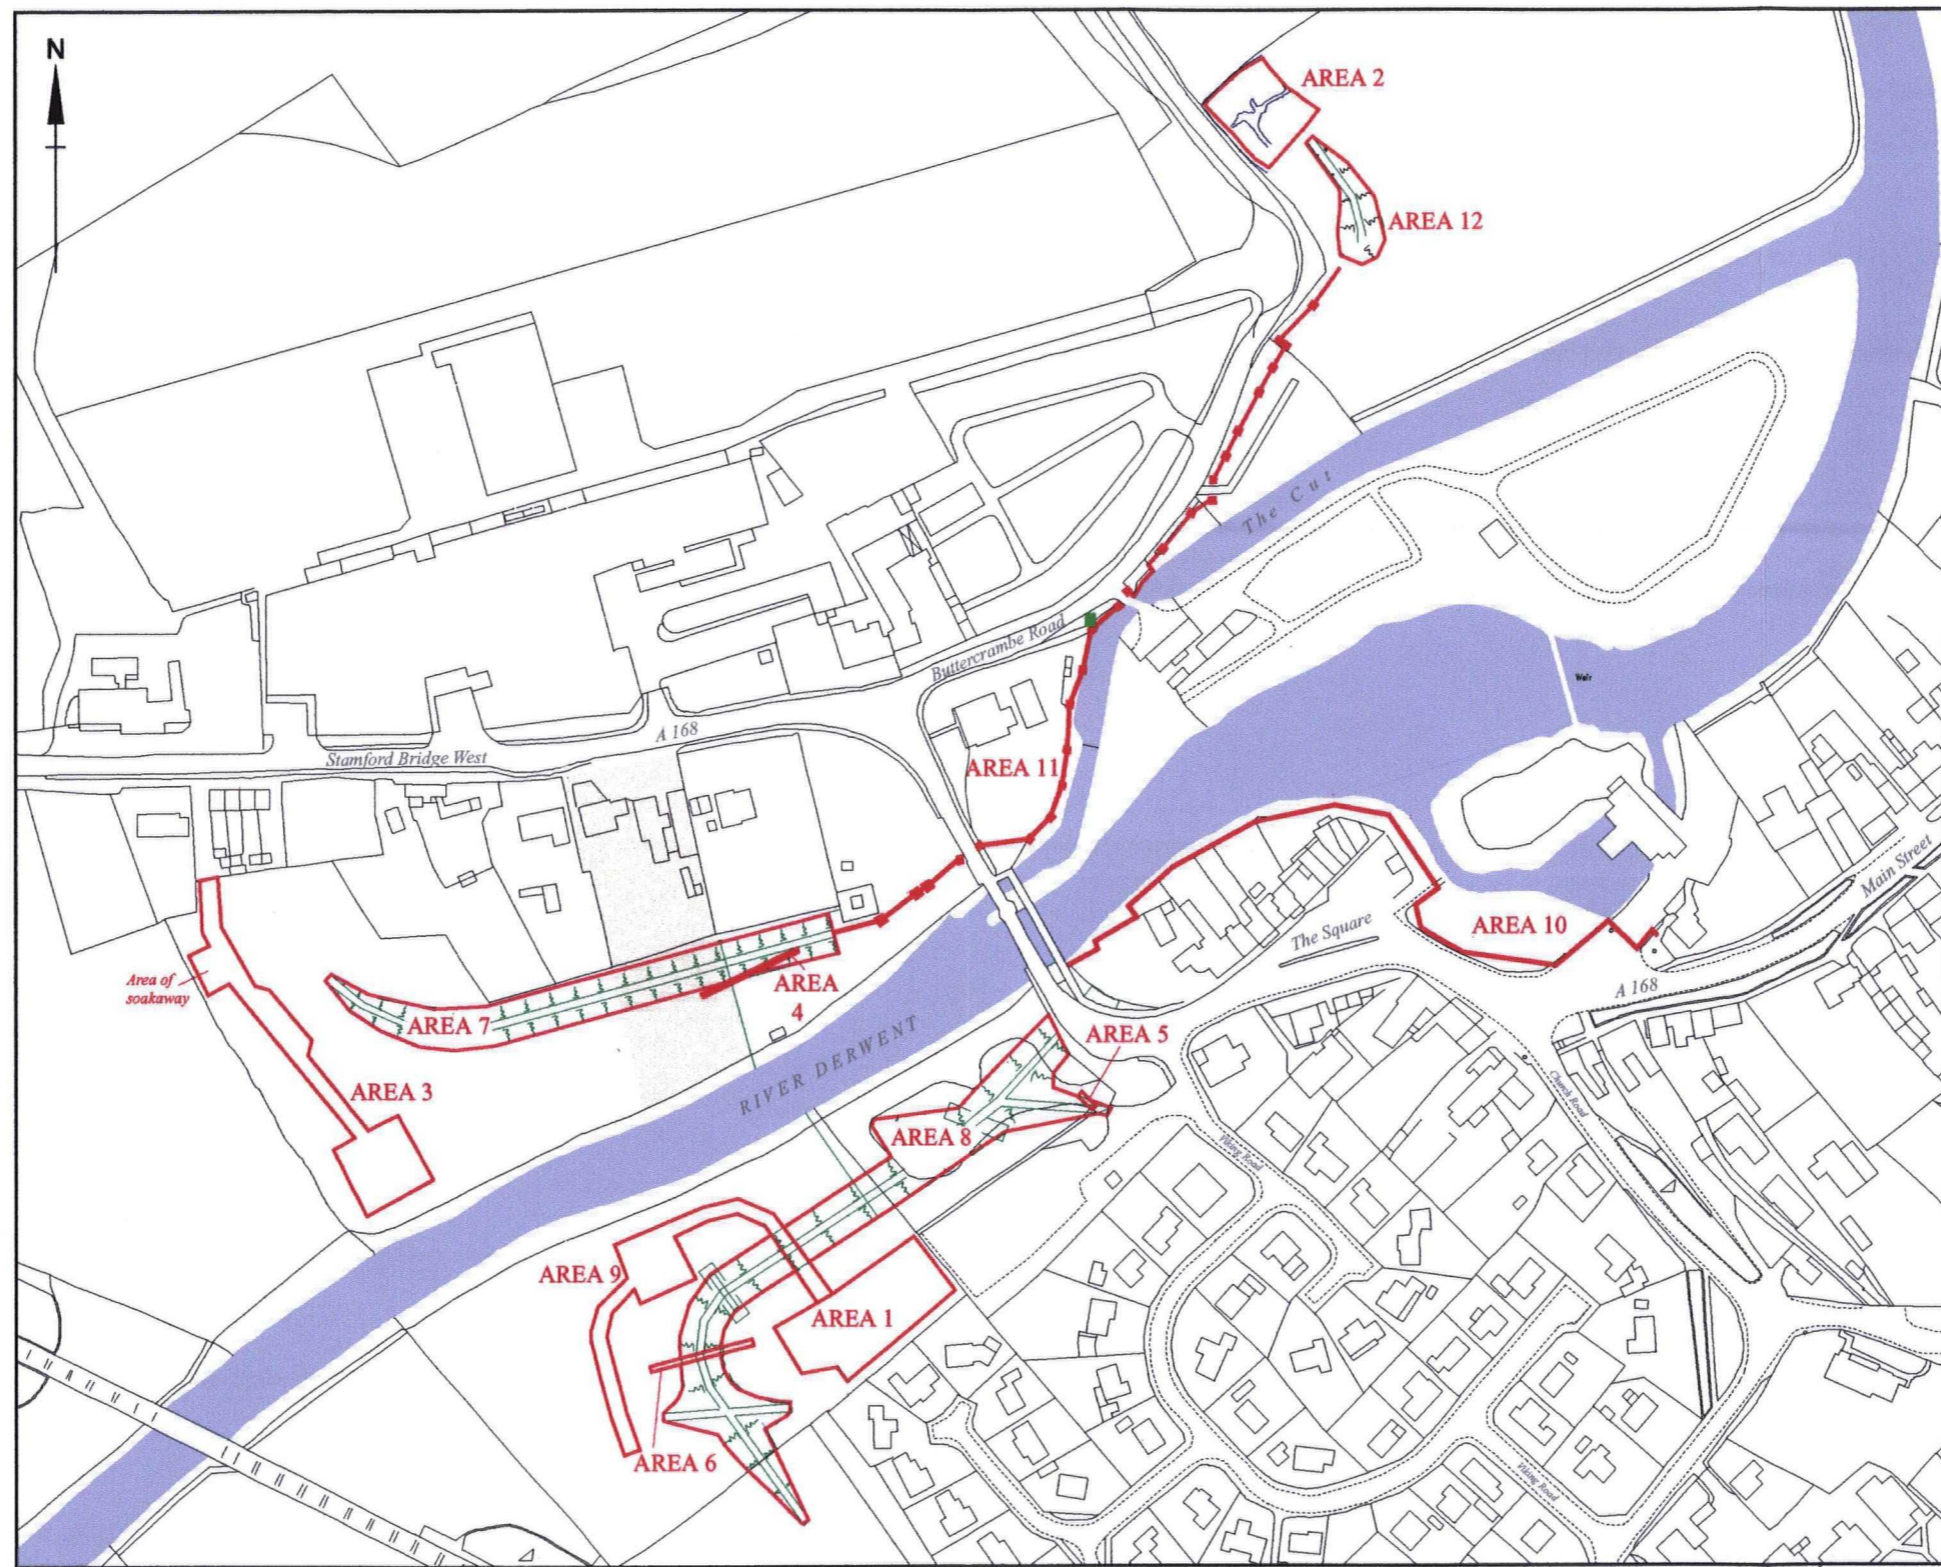 N
AREA 2
AREA 12
The Cut
Buttercrambe Road
Weir
A 168
Stamford Bridge West
AREA 11
Main Street
The Square
AREA 10
Area of
soakaway
AREA
4
A 168
AREA 7
RIVER DERWENT
AREA 5
AREA 3
Church Road
AREA 8
Viking Road
AREA 9
AREA 1
AREA 6
Viking Road